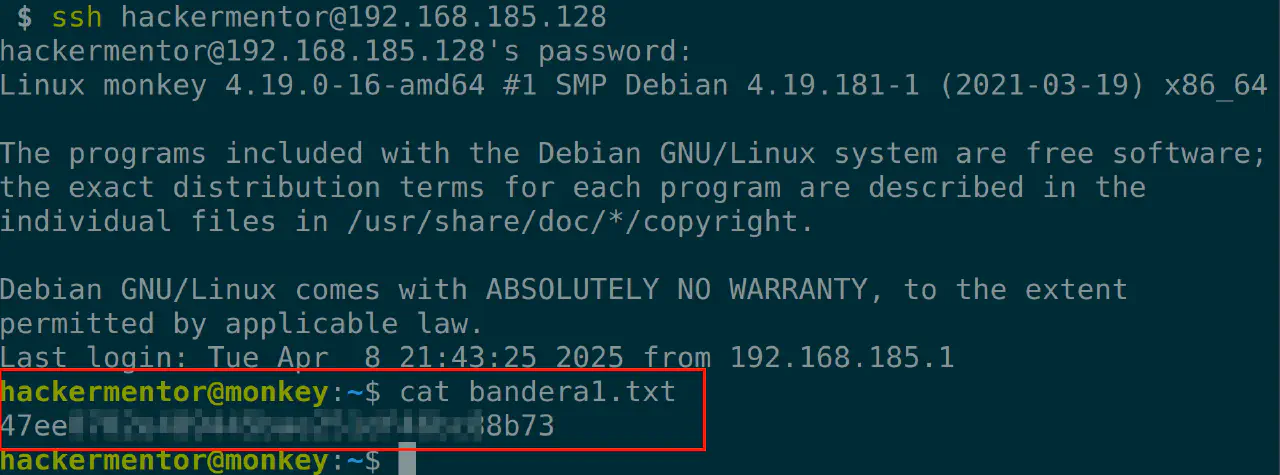 $ ssh hackermentor@192.168.185.128
hackermentor@192.168.185.128's password:
Linux monkey 4.19.0-16-amd64 #1 SMP Debian 4.19.181-1 (2021-03-19) x86_64
The programs included with the Debian GNU/Linux system are free software;
the exact distribution terms for each program are described in the
individual files in /usr/share/doc/*/copyright.
Debian GNU/Linux comes with ABSOLUTELY NO WARRANTY, to the extent
permitted by applicable law.
Last login: Tue Apr  8 21:43:25 2025 from 192.168.185.1
hackermentor@monkey:~$ cat bandera1.txt
47ee 8b73
hackermentor@monkey:~$